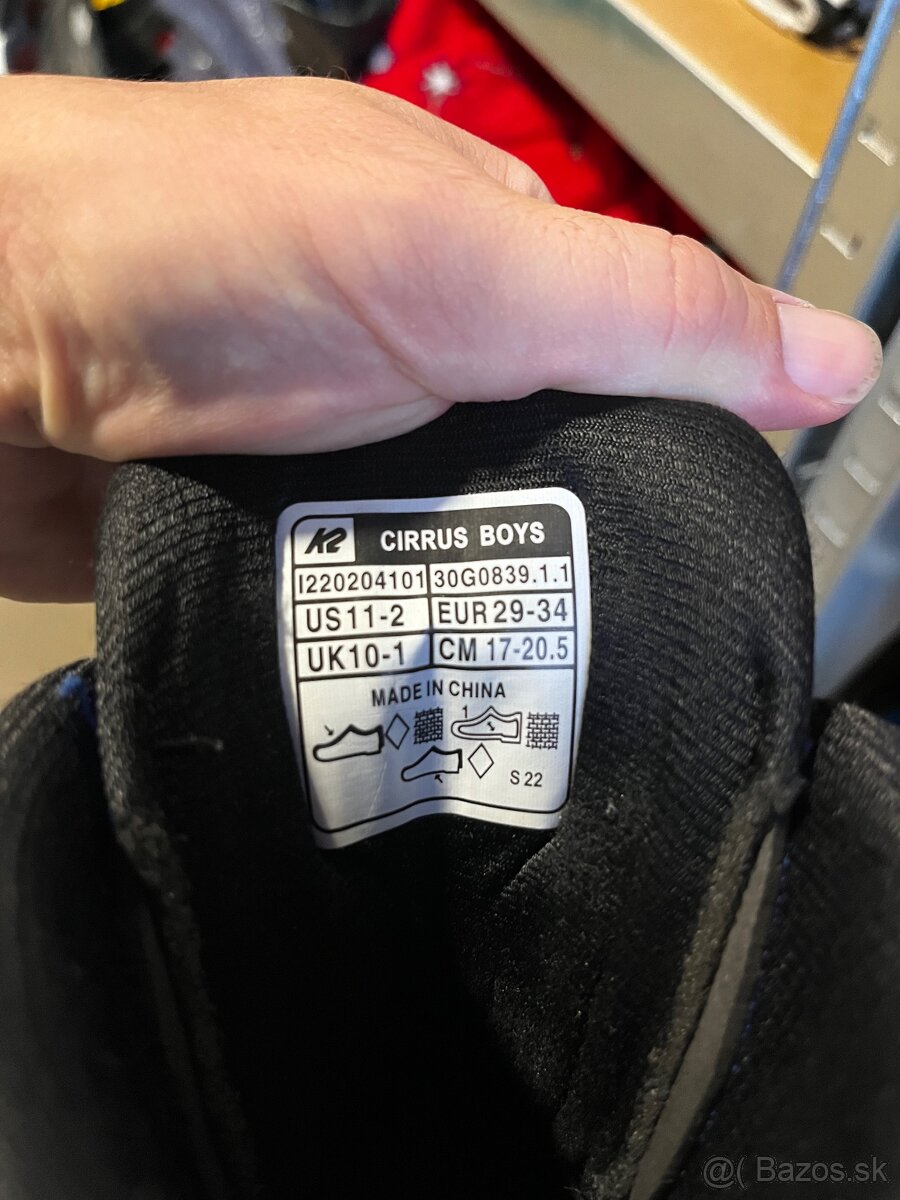 K2 CIRRUS BOYS
I220204101 30G0839.1.1
US11-2 EUR29-34
UK10-1 CM 17-20.5
MADE IN CHINA
1
S 22
@( Bazos.sk